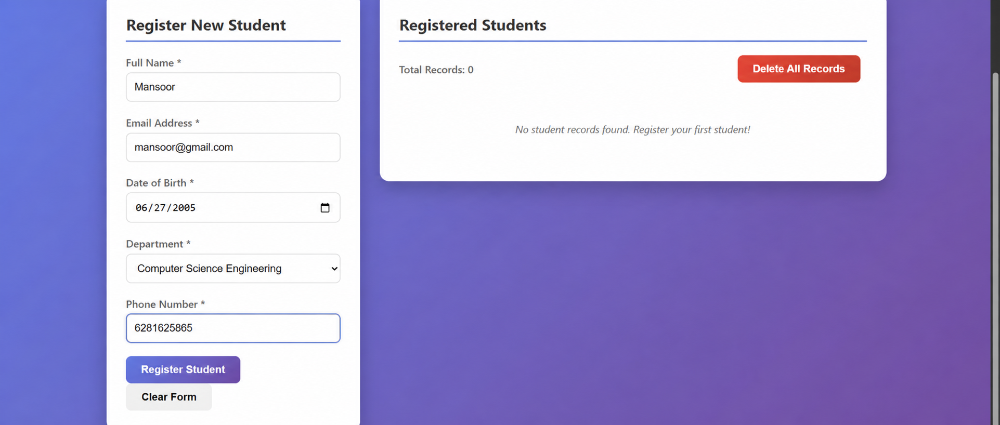 Register New Student
Full Name *
Mansoor
Email Address *
mansoor@gmail.com
Date of Birth *
06/27/2005
Department *
Computer Science Engineering
Phone Number *
6281625865
Register Student
Clear Form
Registered Students
Total Records: 0
Delete All Records
No student records found. Register your first student!